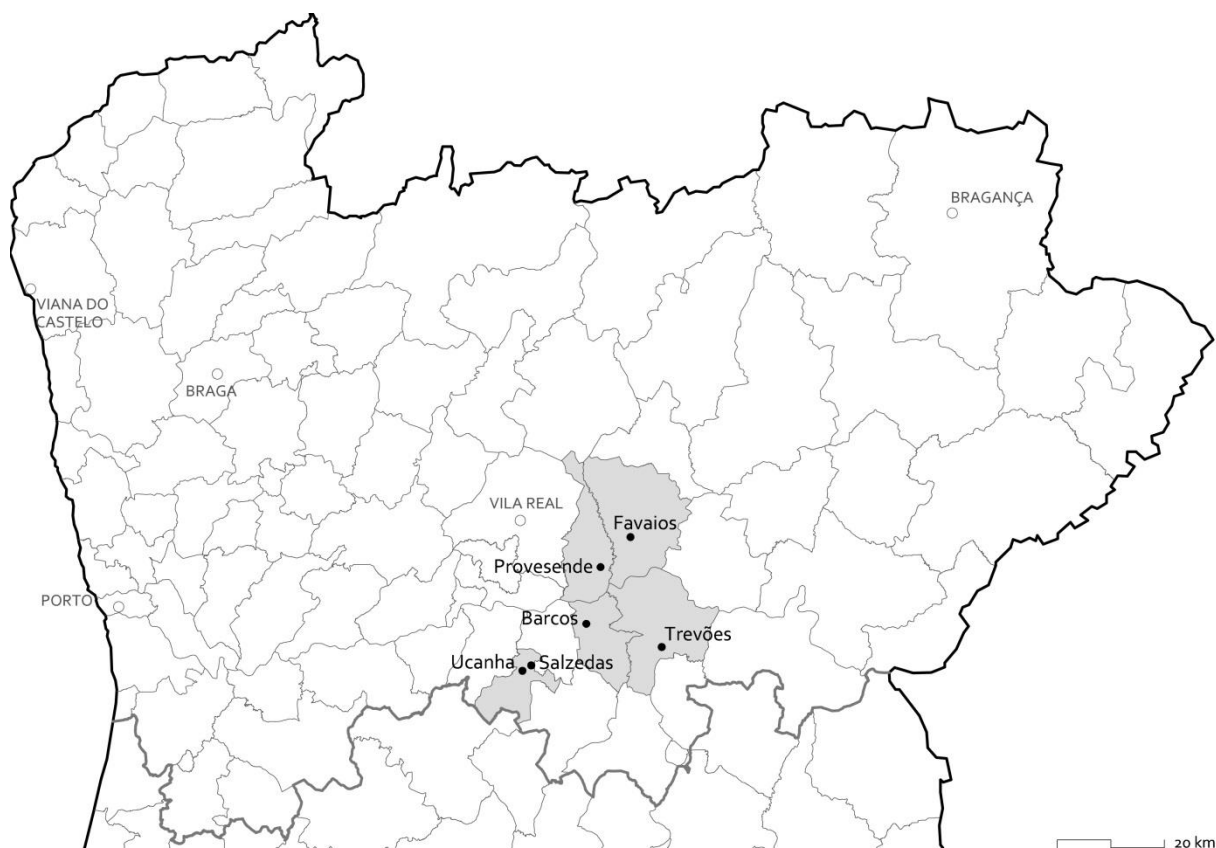 BRAGANÇA
VIANA DO
CASTELO
BRAGA
VILA REAL
Favaios
Provesende
PORTO
Barcos
Trevões
Ucanha
Salzedas
20 km